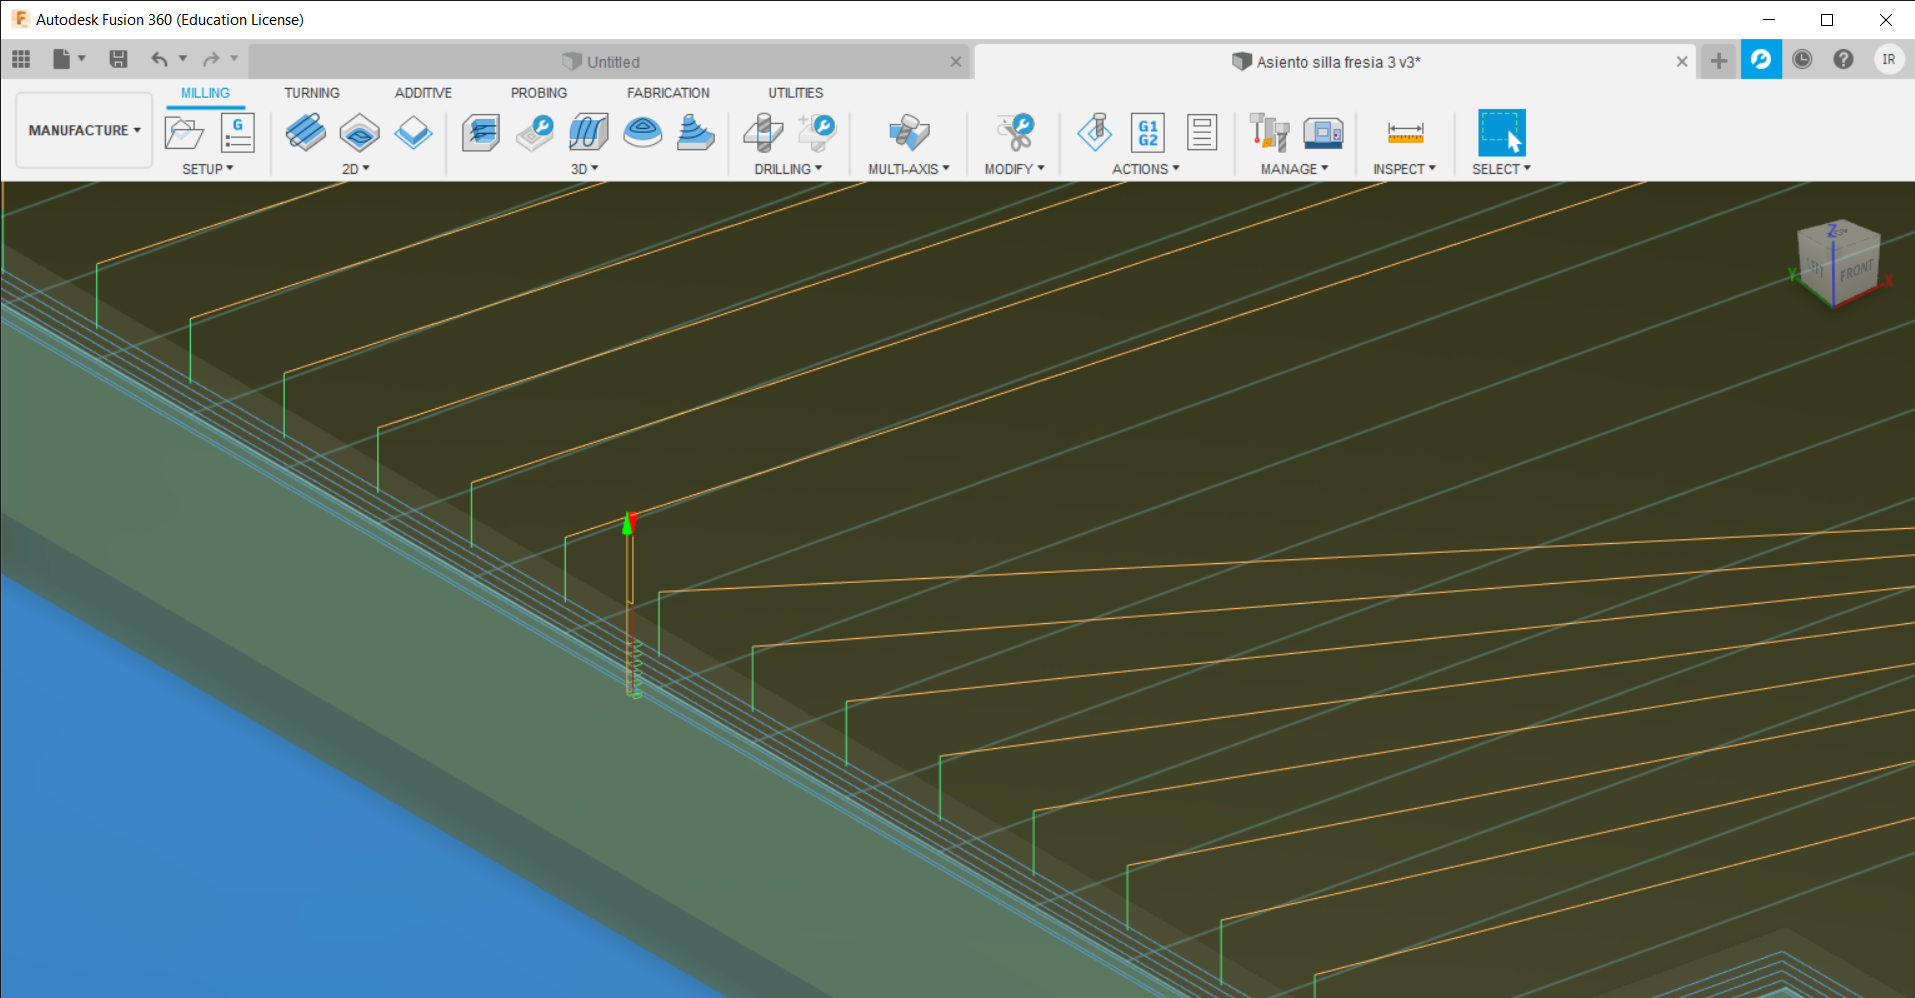 F Autodesk Fusion 360 (Education License)
Untitled
Asiento silla fresia 3 v3*
IR
MILLING TURNING ADDITIVE PROBING FABRICATION UTILITIES
MANUFACTURE
G
G1
G2
SETUP 2D 3D DRILLING MULTI-AXIS MODIFY ACTIONS MANAGE INSPECT SELECT
Z
FRONT
Y
X